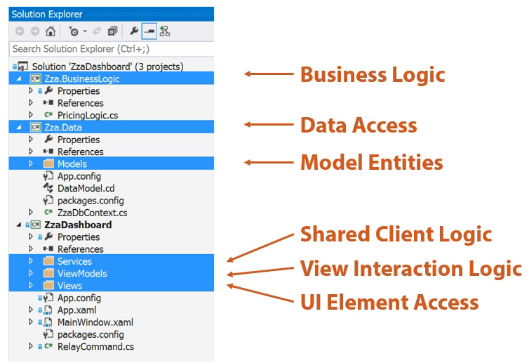 Solution Explorer
Search Solution Explorer (Ctrl+;)
Solution 'ZzaDashboard' (3 projects)
Zza.BusinessLogic
Properties
References
PricingLogic.cs
Zza.Data
Properties
References
Models
App.config
DataModel.cd
packages.config
ZzaDbContext.cs
ZzaDashboard
Properties
References
Services
ViewModels
Views
App.config
App.xaml
MainWindow.xaml
packages.config
RelayCommand.cs
Business Logic
Data Access
Model Entities
Shared Client Logic
View Interaction Logic
UI Element Access